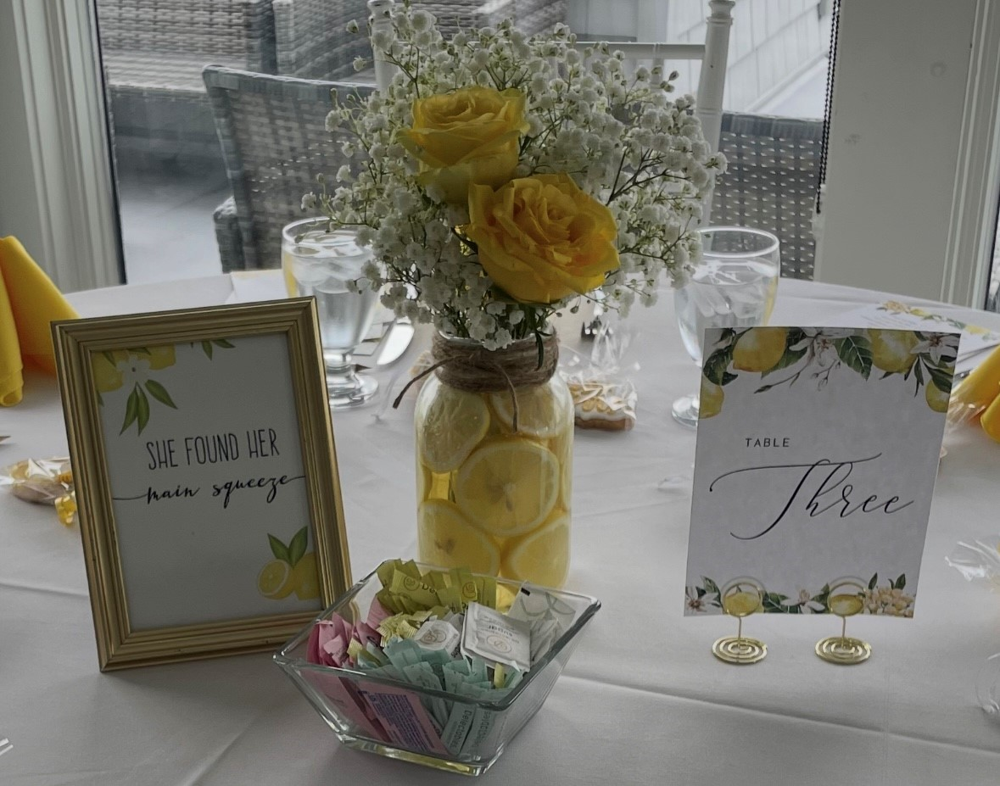 SHE FOUND HER
main squeeze
TABLE
Three